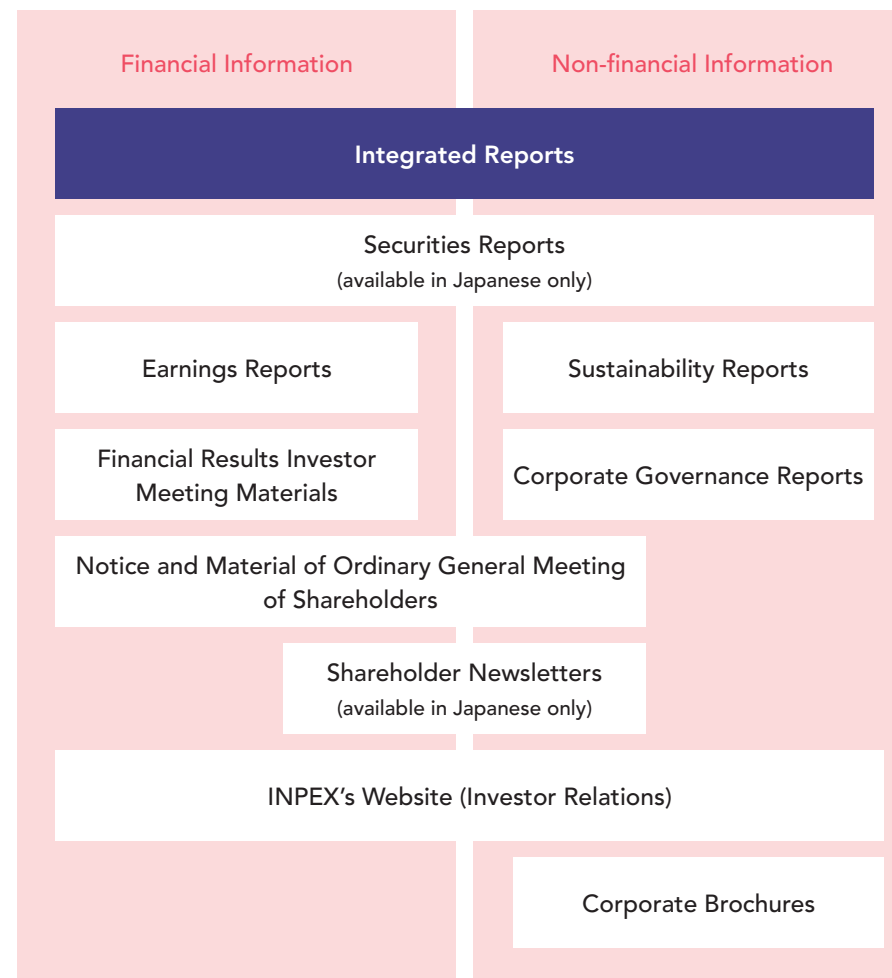 Financial Information
Non-financial Information
Integrated Reports
Securities Reports
(available in Japanese only)
Earnings Reports
Sustainability Reports
Financial Results Investor
Meeting Materials
Corporate Governance Reports
Notice and Material of Ordinary General Meeting
of Shareholders
Shareholder Newsletters
(available in Japanese only)
INPEX’s Website (Investor Relations)
Corporate Brochures